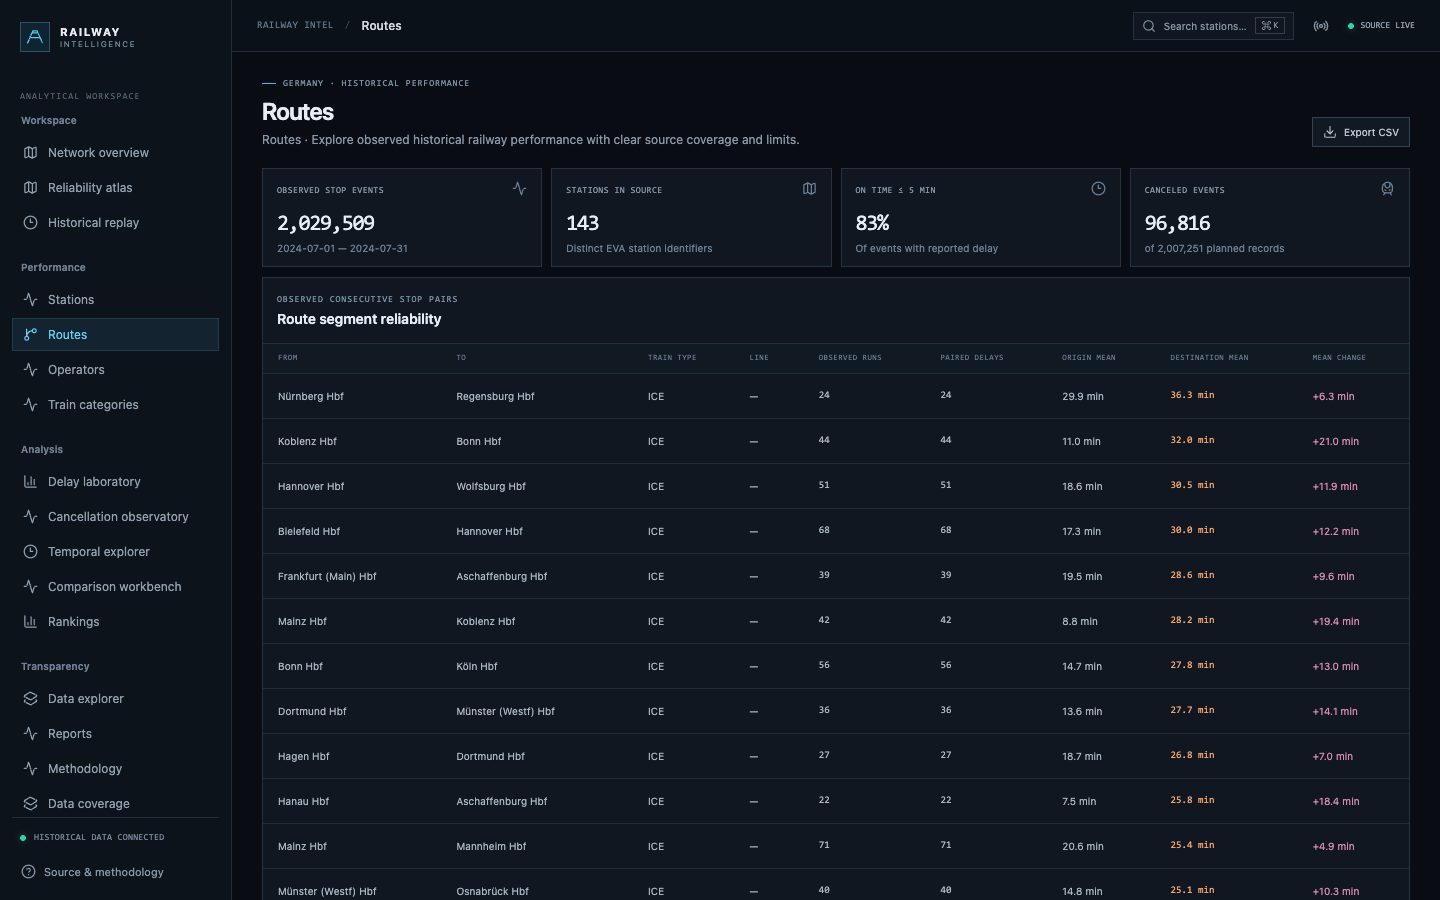 RAILWAY
INTELLIGENCE
ANALYTICAL WORKSPACE
Workspace
Network overview
Reliability atlas
Historical replay
Performance
Stations
Routes
Operators
Train categories
Analysis
Delay laboratory
Cancellation observatory
Temporal explorer
Comparison workbench
Rankings
Transparency
Data explorer
Reports
Methodology
Data coverage
HISTORICAL DATA CONNECTED
Source & methodology
RAILWAY INTEL / Routes
Search stations... ⌘K
SOURCE LIVE
GERMANY · HISTORICAL PERFORMANCE
Routes
Routes · Explore observed historical railway performance with clear source coverage and limits.
Export CSV
OBSERVED STOP EVENTS
2,029,509
2024-07-01 — 2024-07-31
STATIONS IN SOURCE
143
Distinct EVA station identifiers
ON TIME ≤ 5 MIN
83%
Of events with reported delay
CANCELED EVENTS
96,816
of 2,007,251 planned records
OBSERVED CONSECUTIVE STOP PAIRS
Route segment reliability
FROM TO TRAIN TYPE LINE OBSERVED RUNS PAIRED DELAYS ORIGIN MEAN DESTINATION MEAN MEAN CHANGE
Nürnberg Hbf Regensburg Hbf ICE — 24 24 29.9 min 36.3 min +6.3 min
Koblenz Hbf Bonn Hbf ICE — 44 44 11.0 min 32.0 min +21.0 min
Hannover Hbf Wolfsburg Hbf ICE — 51 51 18.6 min 30.5 min +11.9 min
Bielefeld Hbf Hannover Hbf ICE — 68 68 17.3 min 30.0 min +12.2 min
Frankfurt (Main) Hbf Aschaffenburg Hbf ICE — 39 39 19.5 min 28.6 min +9.6 min
Mainz Hbf Koblenz Hbf ICE — 42 42 8.8 min 28.2 min +19.4 min
Bonn Hbf Köln Hbf ICE — 56 56 14.7 min 27.8 min +13.0 min
Dortmund Hbf Münster (Westf) Hbf ICE — 36 36 13.6 min 27.7 min +14.1 min
Hagen Hbf Dortmund Hbf ICE — 27 27 18.7 min 26.8 min +7.0 min
Hanau Hbf Aschaffenburg Hbf ICE — 22 22 7.5 min 25.8 min +18.4 min
Mainz Hbf Mannheim Hbf ICE — 71 71 20.6 min 25.4 min +4.9 min
Münster (Westf) Hbf Osnabrück Hbf ICE — 40 40 14.8 min 25.1 min +10.3 min